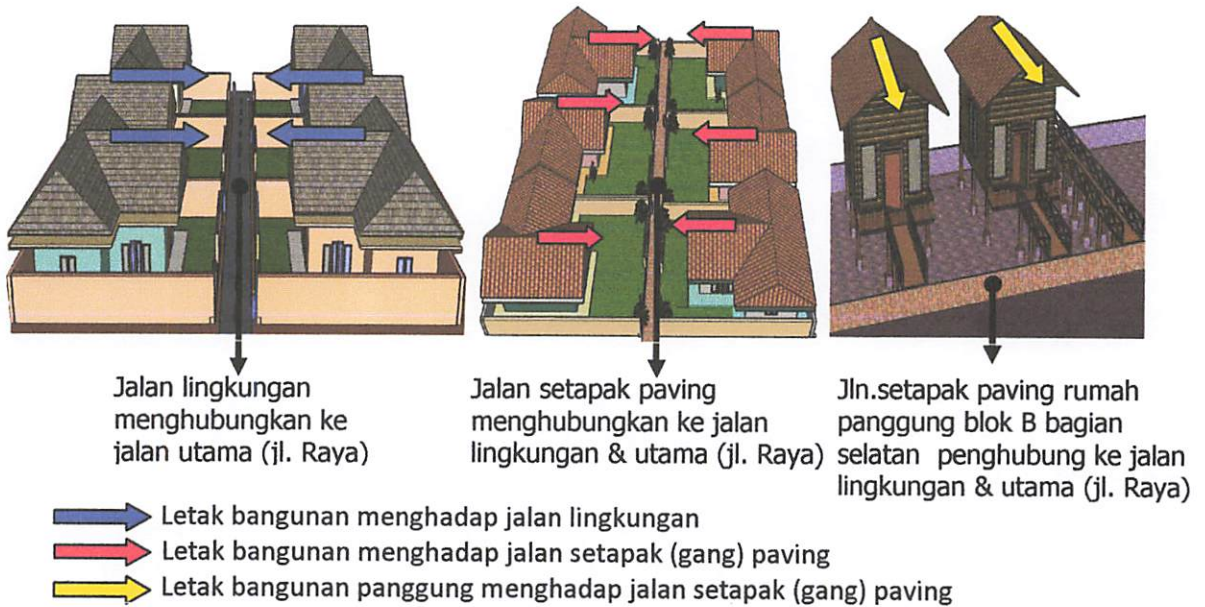 Jalan lingkungan
menghubungkan ke
jalan utama (jl. Raya)
Jalan setapak paving
menghubungkan ke jalan
lingkungan & utama (jl. Raya)
Jln.setapak paving rumah
panggung blok B bagian
selatan penghubung ke jalan
lingkungan & utama (jl. Raya)
Letak bangunan menghadap jalan lingkungan
Letak bangunan menghadap jalan setapak (gang) paving
Letak bangunan panggung menghadap jalan setapak (gang) paving